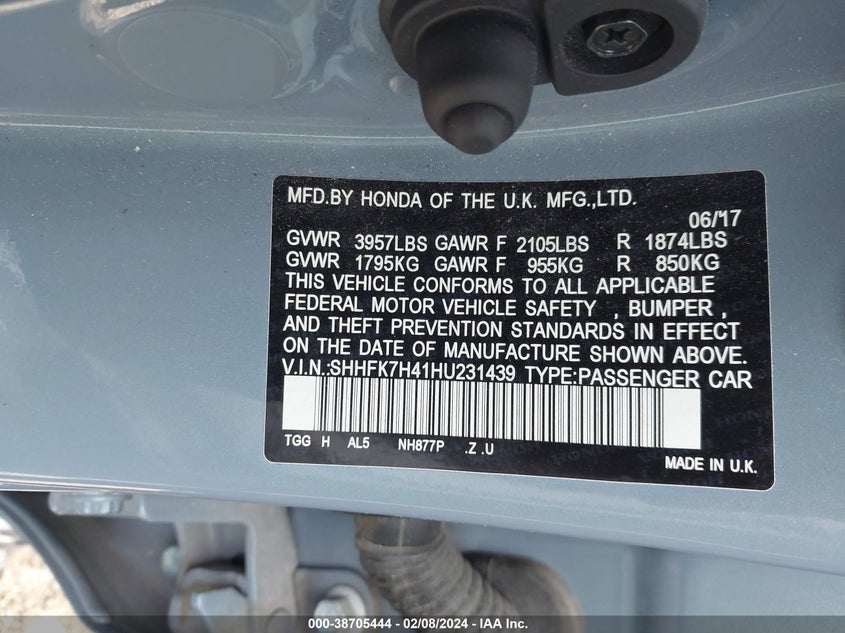 MFD.BY HONDA OF THE U.K. MFG.,LTD.
06/'17
GVWR 3957LBS GAWR F 2105LBS R 1874LBS
GVWR 1795KG GAWR F 955KG R 850KG
THIS VEHICLE CONFORMS TO ALL APPLICABLE
FEDERAL MOTOR VEHICLE SAFETY , BUMPER ,
AND THEFT PREVENTION STANDARDS IN EFFECT
ON THE DATE OF MANUFACTURE SHOWN ABOVE.
V.I.N.:SHHFK7H41HU231439 TYPE:PASSENGER CAR
TGG H AL5 NH877P .Z .U
MADE IN U.K.
000-38705444 - 02/08/2024 - IAA Inc.